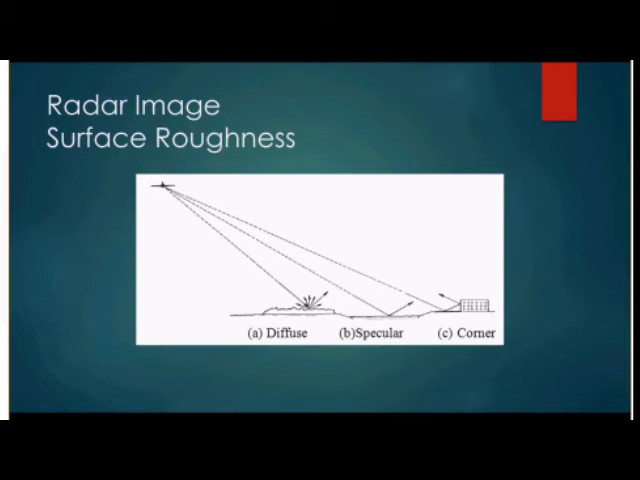 Radar Image
Surface Roughness
(a) Diffuse (b)Specular (c) Corner